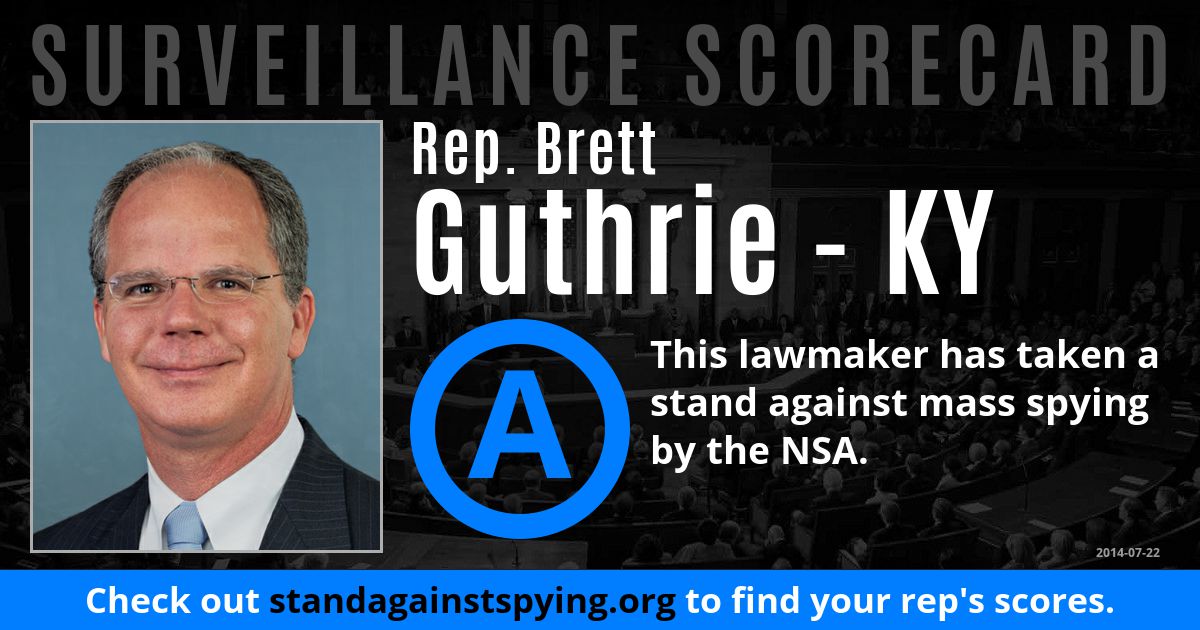 SURVEILLANCE SCORECARD
Rep. Brett
Guthrie - KY
A
This lawmaker has taken a
stand against mass spying
by the NSA.
2014-07-22
Check out standagainstspying.org to find your rep's scores.